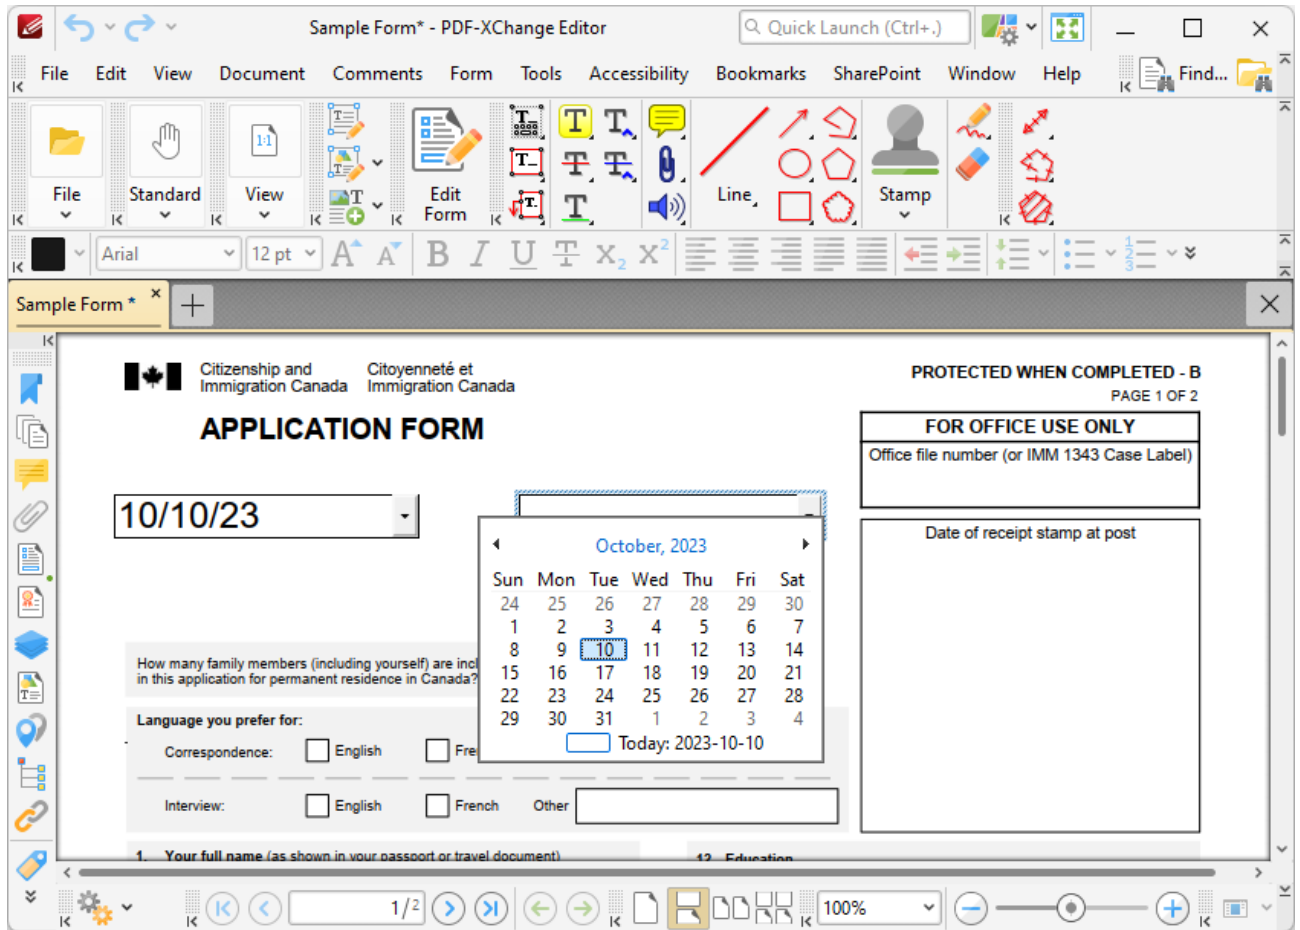 Sample Form* - PDF-XChange Editor
Quick Launch (Ctrl+.)
File Edit View Document Comments Form Tools Accessibility Bookmarks SharePoint Window Help Find...
1:1
File Standard View Edit Form Line Stamp
Arial 12 pt
Sample Form *
Citizenship and Immigration Canada
Citoyenneté et Immigration Canada
PROTECTED WHEN COMPLETED - B
PAGE 1 OF 2
APPLICATION FORM
FOR OFFICE USE ONLY
Office file number (or IMM 1343 Case Label)
10/10/23
Date of receipt stamp at post
October, 2023
Sun Mon Tue Wed Thu Fri Sat
24 25 26 27 28 29 30
1 2 3 4 5 6 7
8 9 10 11 12 13 14
15 16 17 18 19 20 21
22 23 24 25 26 27 28
29 30 31 1 2 3 4
Today: 2023-10-10
How many family members (including yourself) are incl
in this application for permanent residence in Canada?
Language you prefer for:
Correspondence: English Fre
Interview: English French Other
1. Your full name (as shown in your passport or travel document)
12. Education
1/2
100%